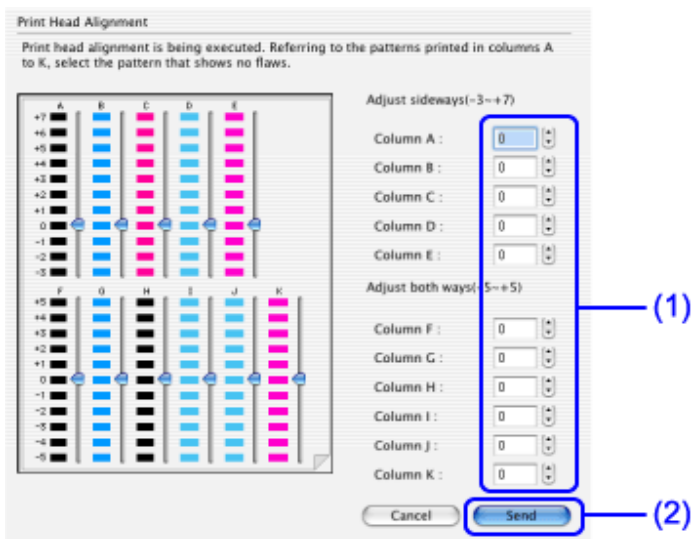 Print Head Alignment
Print head alignment is being executed. Referring to the patterns printed in columns A
to K, select the pattern that shows no flaws.
A B C D E
+7
+6
+5
+4
+3
+2
+1
0
-1
-2
-3
F G H I J K
+5
+4
+3
+2
+1
0
-1
-2
-3
-4
-5
Adjust sideways(-3~+7)
Column A : 0
Column B : 0
Column C : 0
Column D : 0
Column E : 0
Adjust both ways(-5~+5)
Column F : 0
Column G : 0
Column H : 0
Column I : 0
Column J : 0
Column K : 0
(1)
Cancel Send
(2)